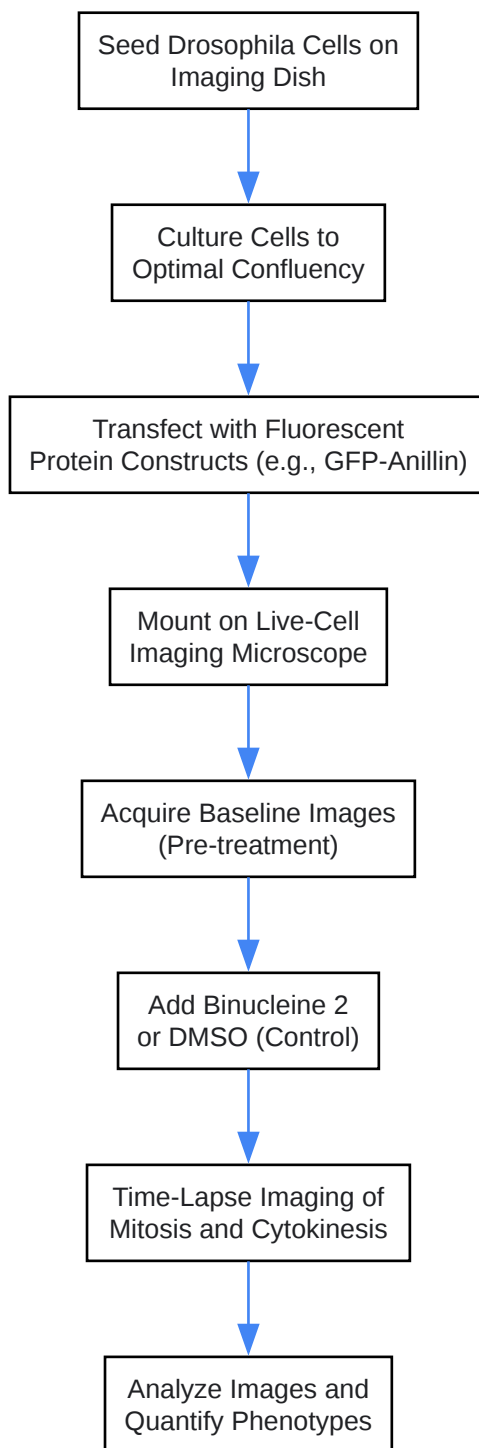 Seed Drosophila Cells on
Imaging Dish
Culture Cells to
Optimal Confluency
Transfect with Fluorescent
Protein Constructs (e.g., GFP-Anillin)
Mount on Live-Cell
Imaging Microscope
Acquire Baseline Images
(Pre-treatment)
Add Binucleine 2
or DMSO (Control)
Time-Lapse Imaging of
Mitosis and Cytokinesis
Analyze Images and
Quantify Phenotypes